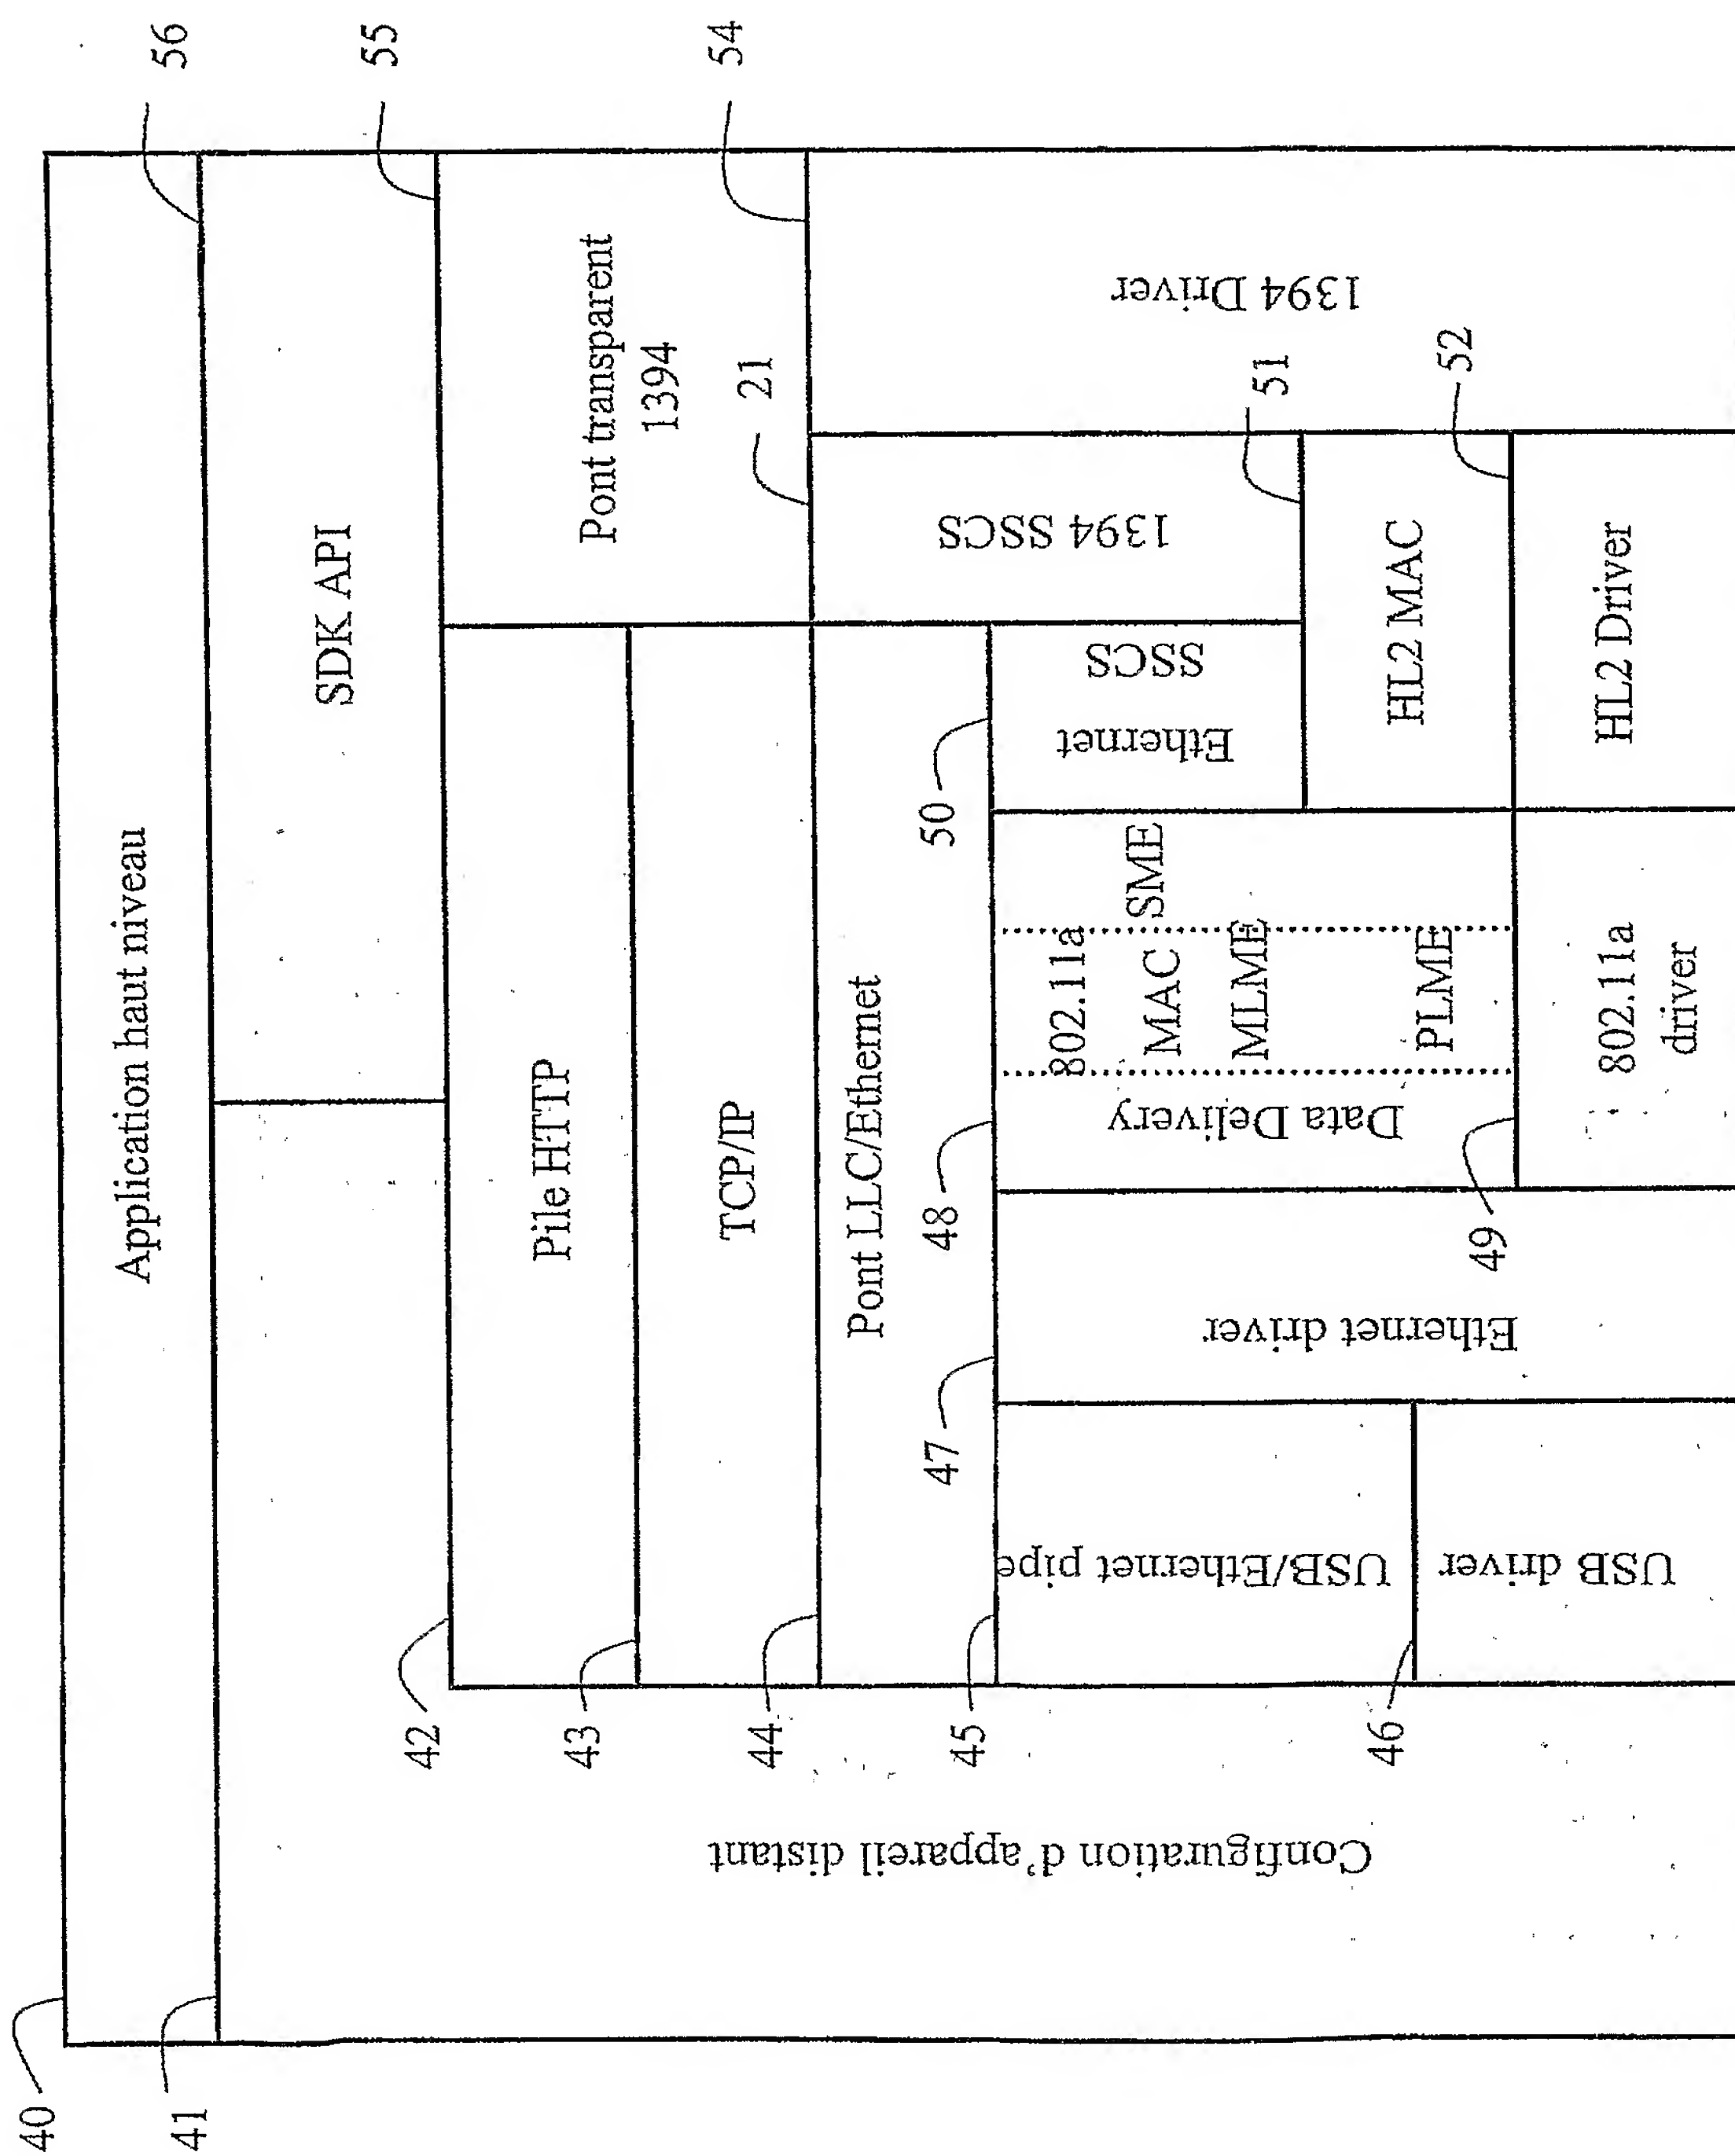 40
Application haut niveau
56
41
SDK API
55
42
Pile HTTP
Pont transparent
1394
43
TCP/IP
21
54
44
Pont LLC/Ethernet
45
47
48
50
USB/Ethernet pipe
46
USB driver
Ethernet driver
Data Delivery
49
802.11a
MAC
MLME
PLME
SME
802.11a
driver
Ethernet
SSCS
1394 SSCS
51
HL2 MAC
52
HL2 Driver
1394 Driver
Configuration d'appareil distant